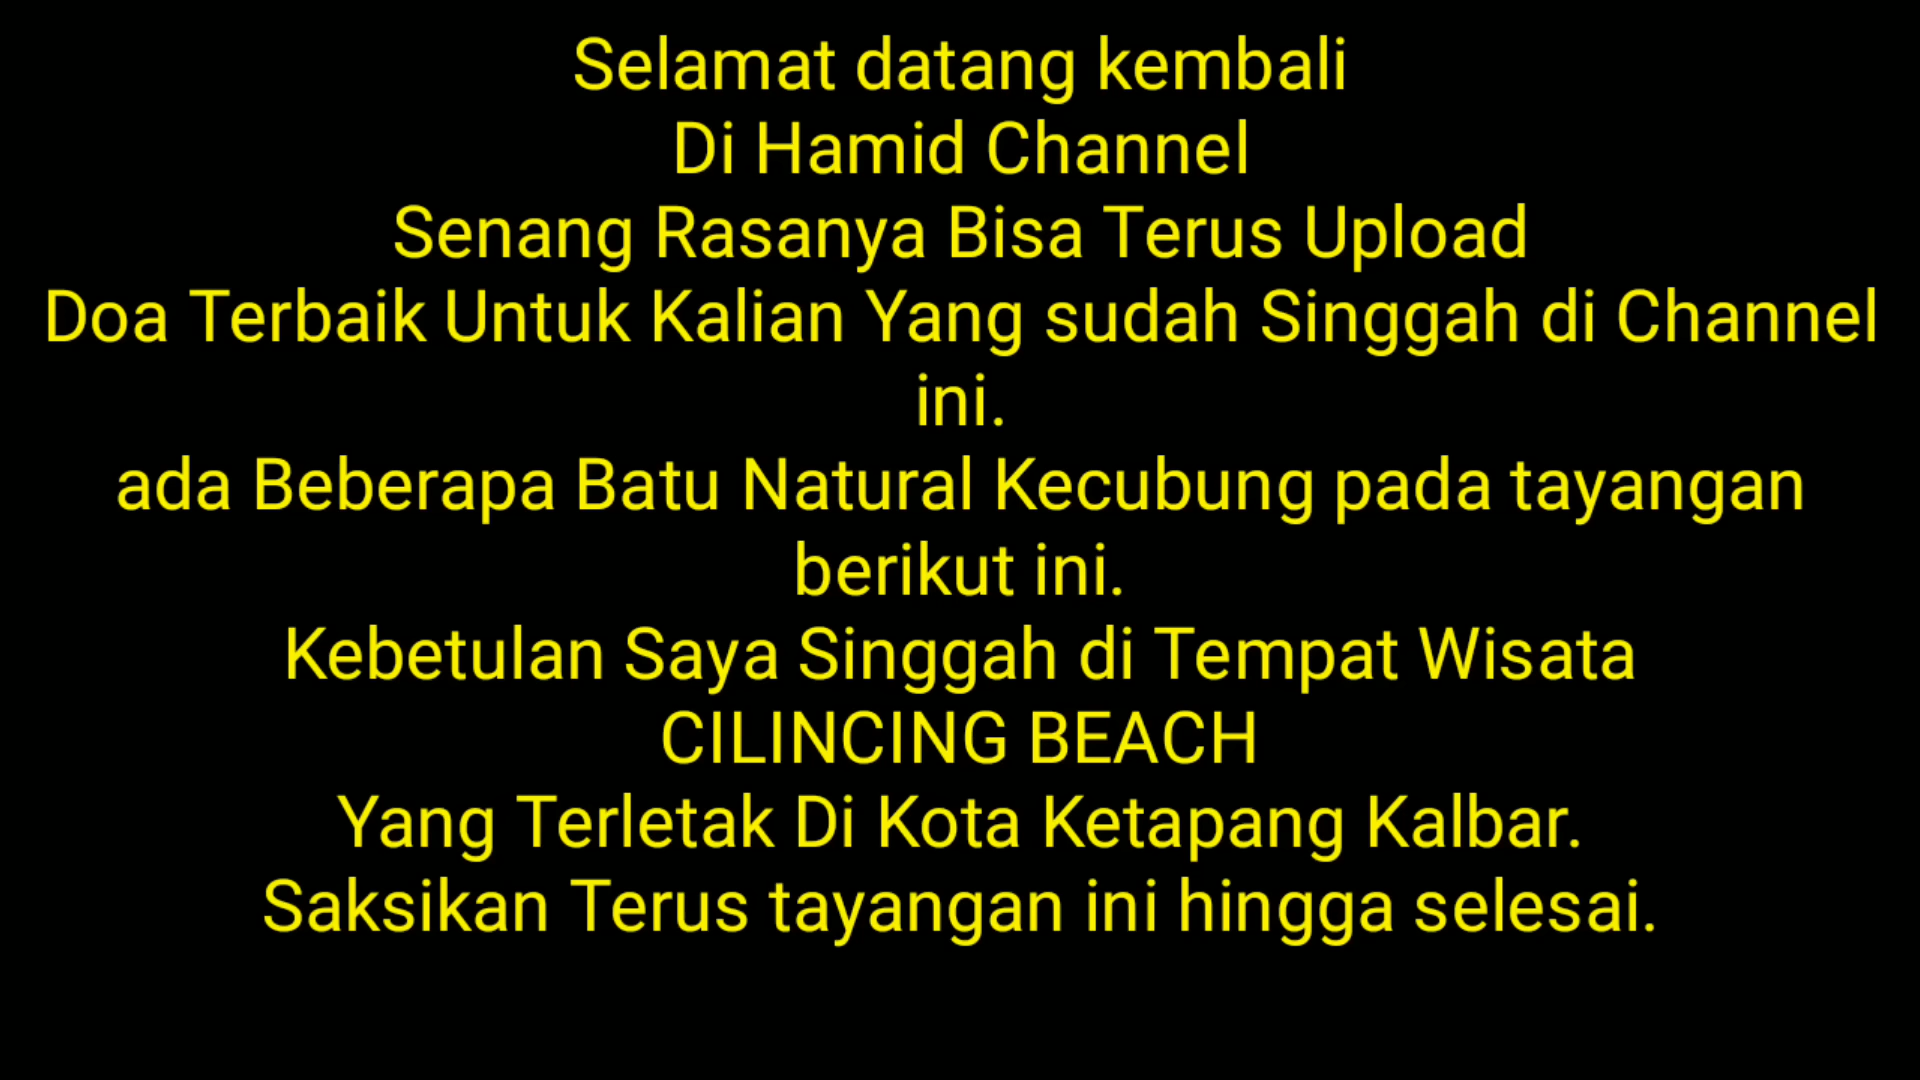 Selamat datang kembali
Di Hamid Channel
Senang Rasanya Bisa Terus Upload
Doa Terbaik Untuk Kalian Yang sudah Singgah di Channel
ini.
ada Beberapa Batu Natural Kecubung pada tayangan
berikut ini.
Kebetulan Saya Singgah di Tempat Wisata
CILINCING BEACH
Yang Terletak Di Kota Ketapang Kalbar.
Saksikan Terus tayangan ini hingga selesai.